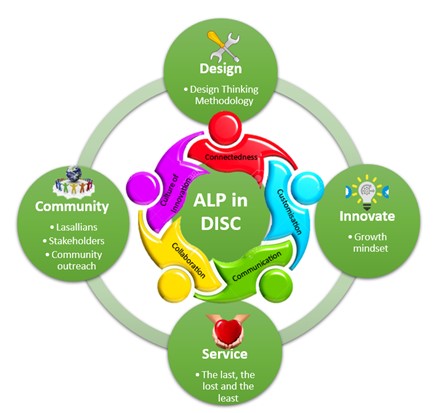 Design
• Design Thinking
Methodology
Connectedness
Culture of
Innovation
Customization
ALP in
DISC
Collaboration
Communication
Community
• Lasallians
• Stakeholders
• Community
outreach
Innovate
• Growth
mindset
Service
• The last, the
lost and the
least